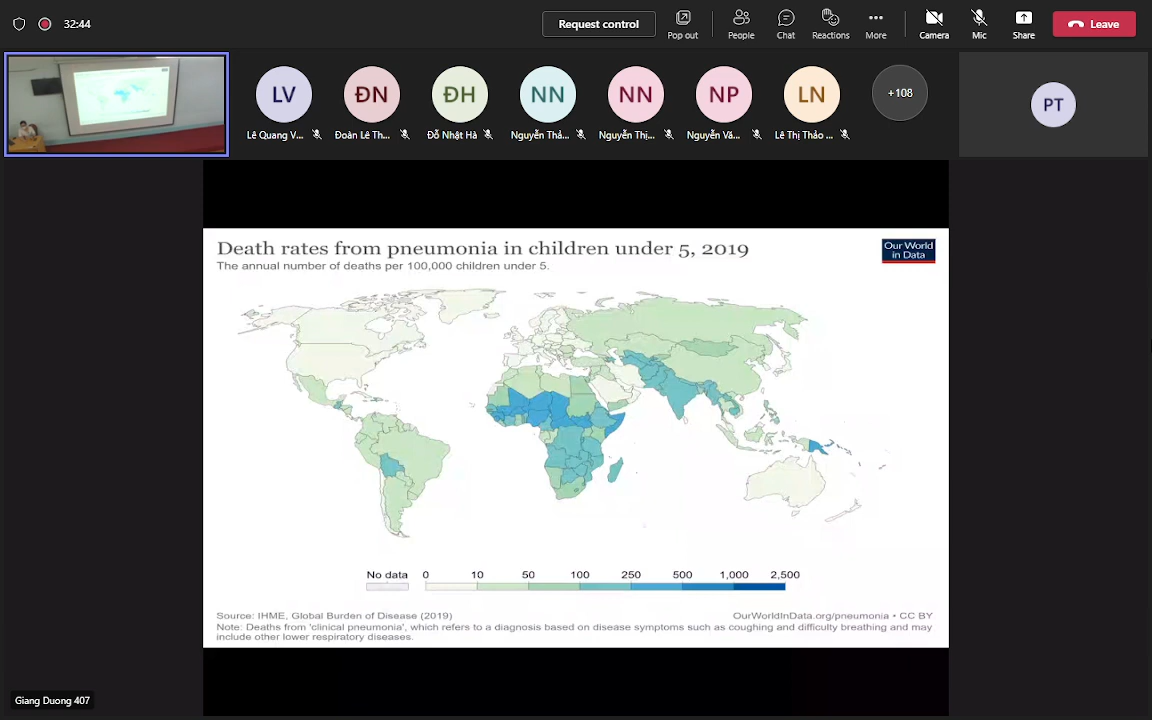 32:44
Request control
Pop out
People
Chat
Reactions
More
Camera
Mic
Share
Leave
LV
ĐN
ĐH
NN
NN
NP
LN
+108
PT
Lê Quang V...
Đoàn Lê Th...
Đỗ Nhật Hà
Nguyễn Thả...
Nguyễn Thị...
Nguyễn Vă...
Lê Thị Thảo ...
Death rates from pneumonia in children under 5, 2019
The annual number of deaths per 100,000 children under 5.
Our World
in Data
No data 0 10 50 100 250 500 1,000 2,500
Source: IHME, Global Burden of Disease (2019)
OurWorldInData.org/pneumonia • CC BY
Note: Deaths from 'clinical pneumonia', which refers to a diagnosis based on disease symptoms such as coughing and difficulty breathing and may
include other lower respiratory diseases.
Giang Duong 407